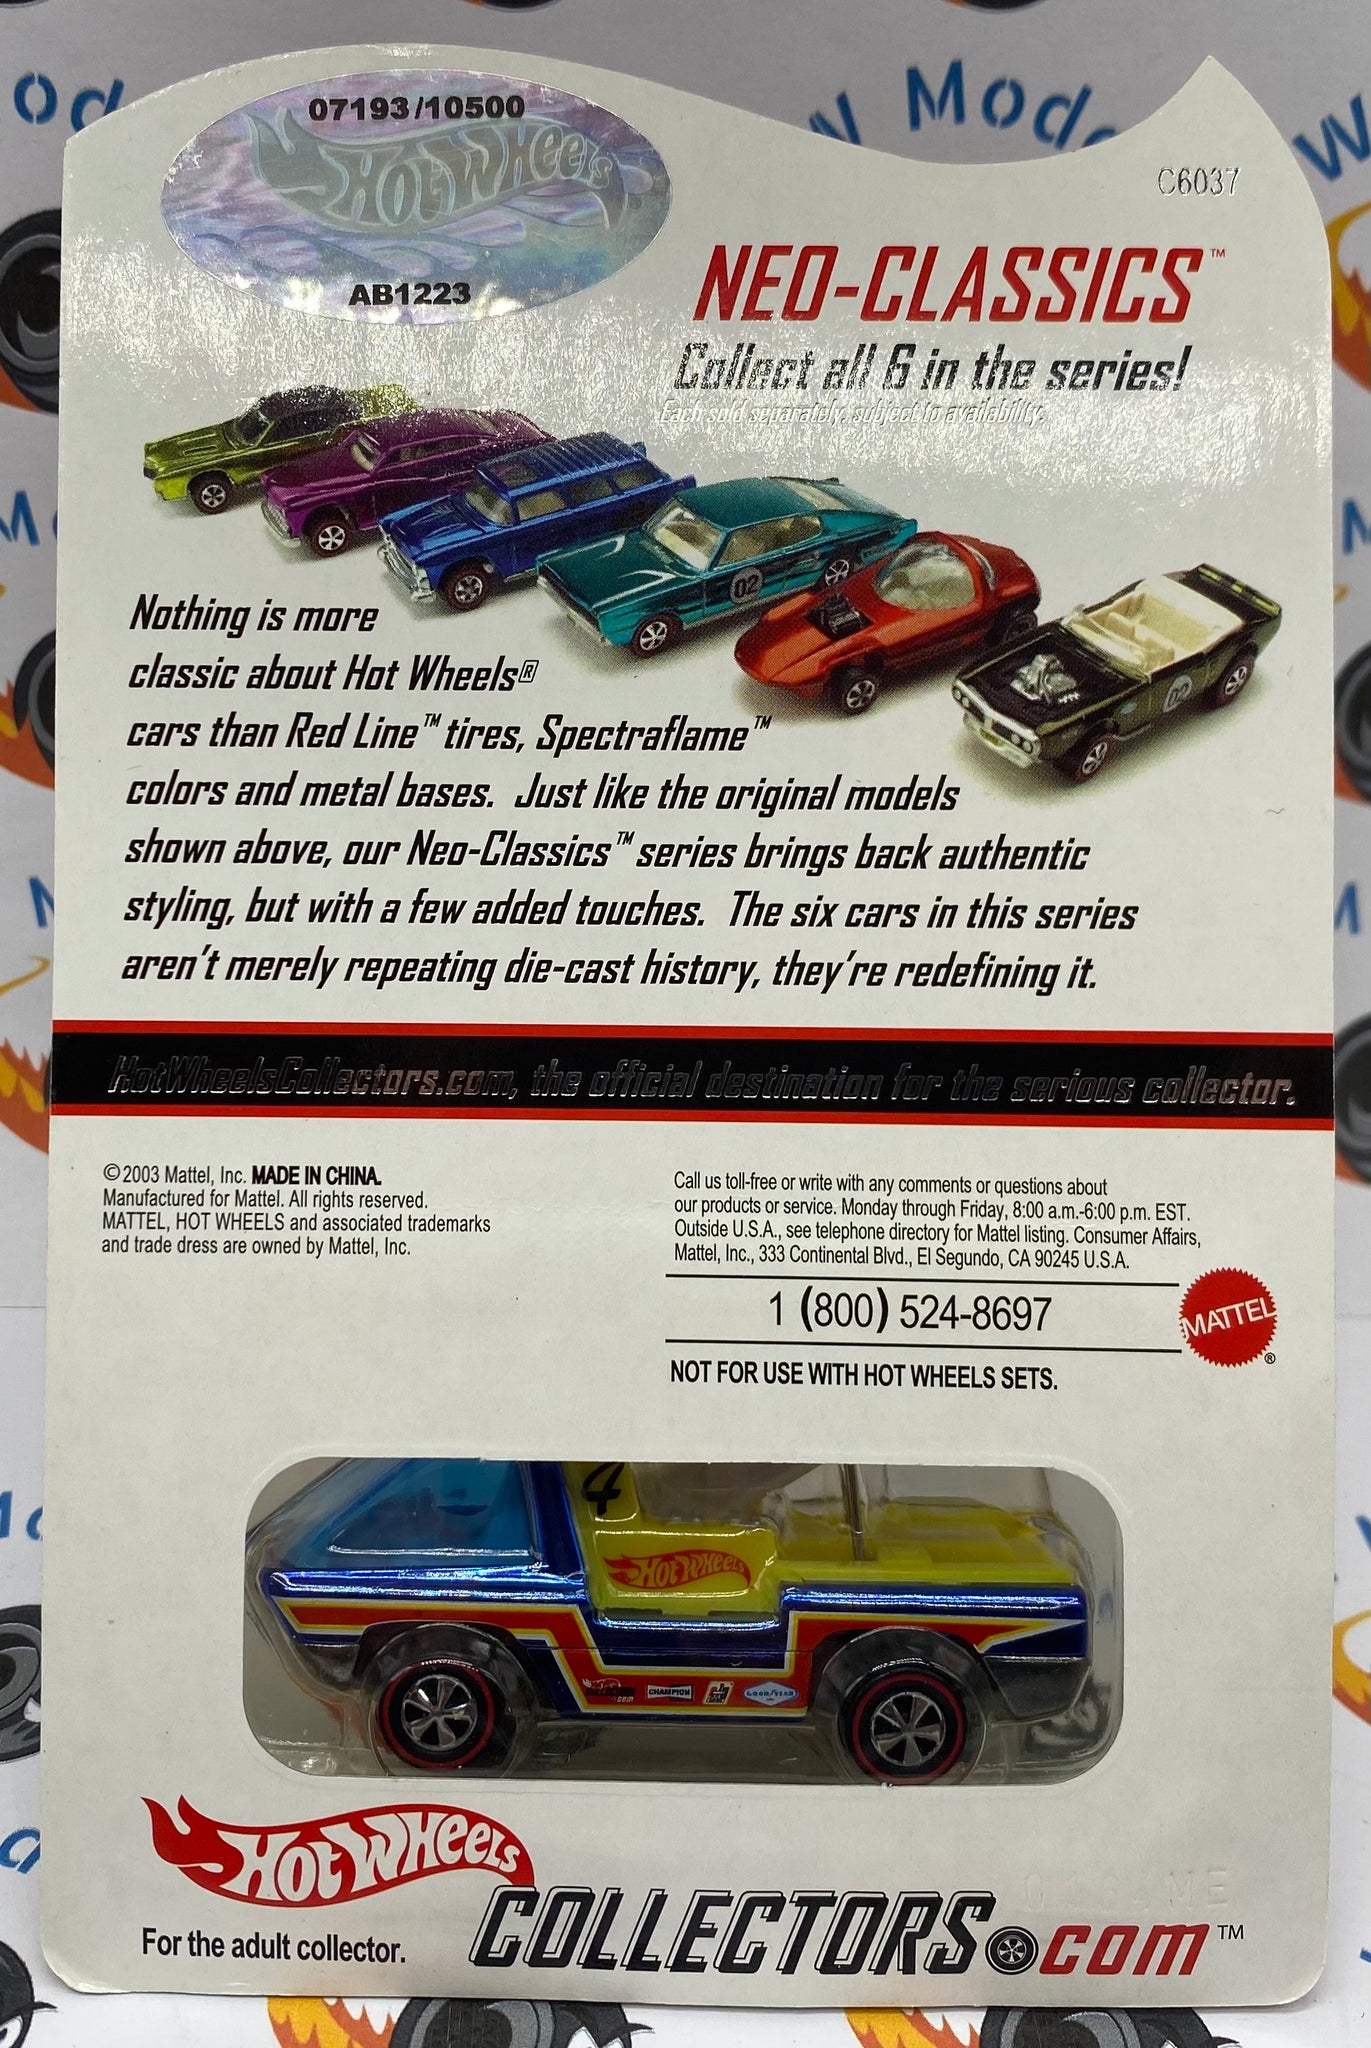 07193/10500
Hot Wheels
AB1223
C6037
NEO-CLASSICS™
Collect all 6 in the series!
Each sold separately, subject to availability.
02
02
Nothing is more
classic about Hot Wheels®
cars than Red Line™ tires, Spectraflame™
colors and metal bases. Just like the original models
shown above, our Neo-Classics™ series brings back authentic
styling, but with a few added touches. The six cars in this series
aren't merely repeating die-cast history, they're redefining it.
HotWheelsCollectors.com, the official destination for the serious collector.
©2003 Mattel, Inc. MADE IN CHINA.
Manufactured for Mattel. All rights reserved.
MATTEL, HOT WHEELS and associated trademarks
and trade dress are owned by Mattel, Inc.
Call us toll-free or write with any comments or questions about
our products or service. Monday through Friday, 8:00 a.m.-6:00 p.m. EST.
Outside U.S.A., see telephone directory for Mattel listing. Consumer Affairs,
Mattel, Inc., 333 Continental Blvd., El Segundo, CA 90245 U.S.A.
1 (800) 524-8697
MATTEL®
NOT FOR USE WITH HOT WHEELS SETS.
4
Hot Wheels
.com
CHAMPION
GOOD YEAR
Hot Wheels
COLLECTORS.com™
For the adult collector.